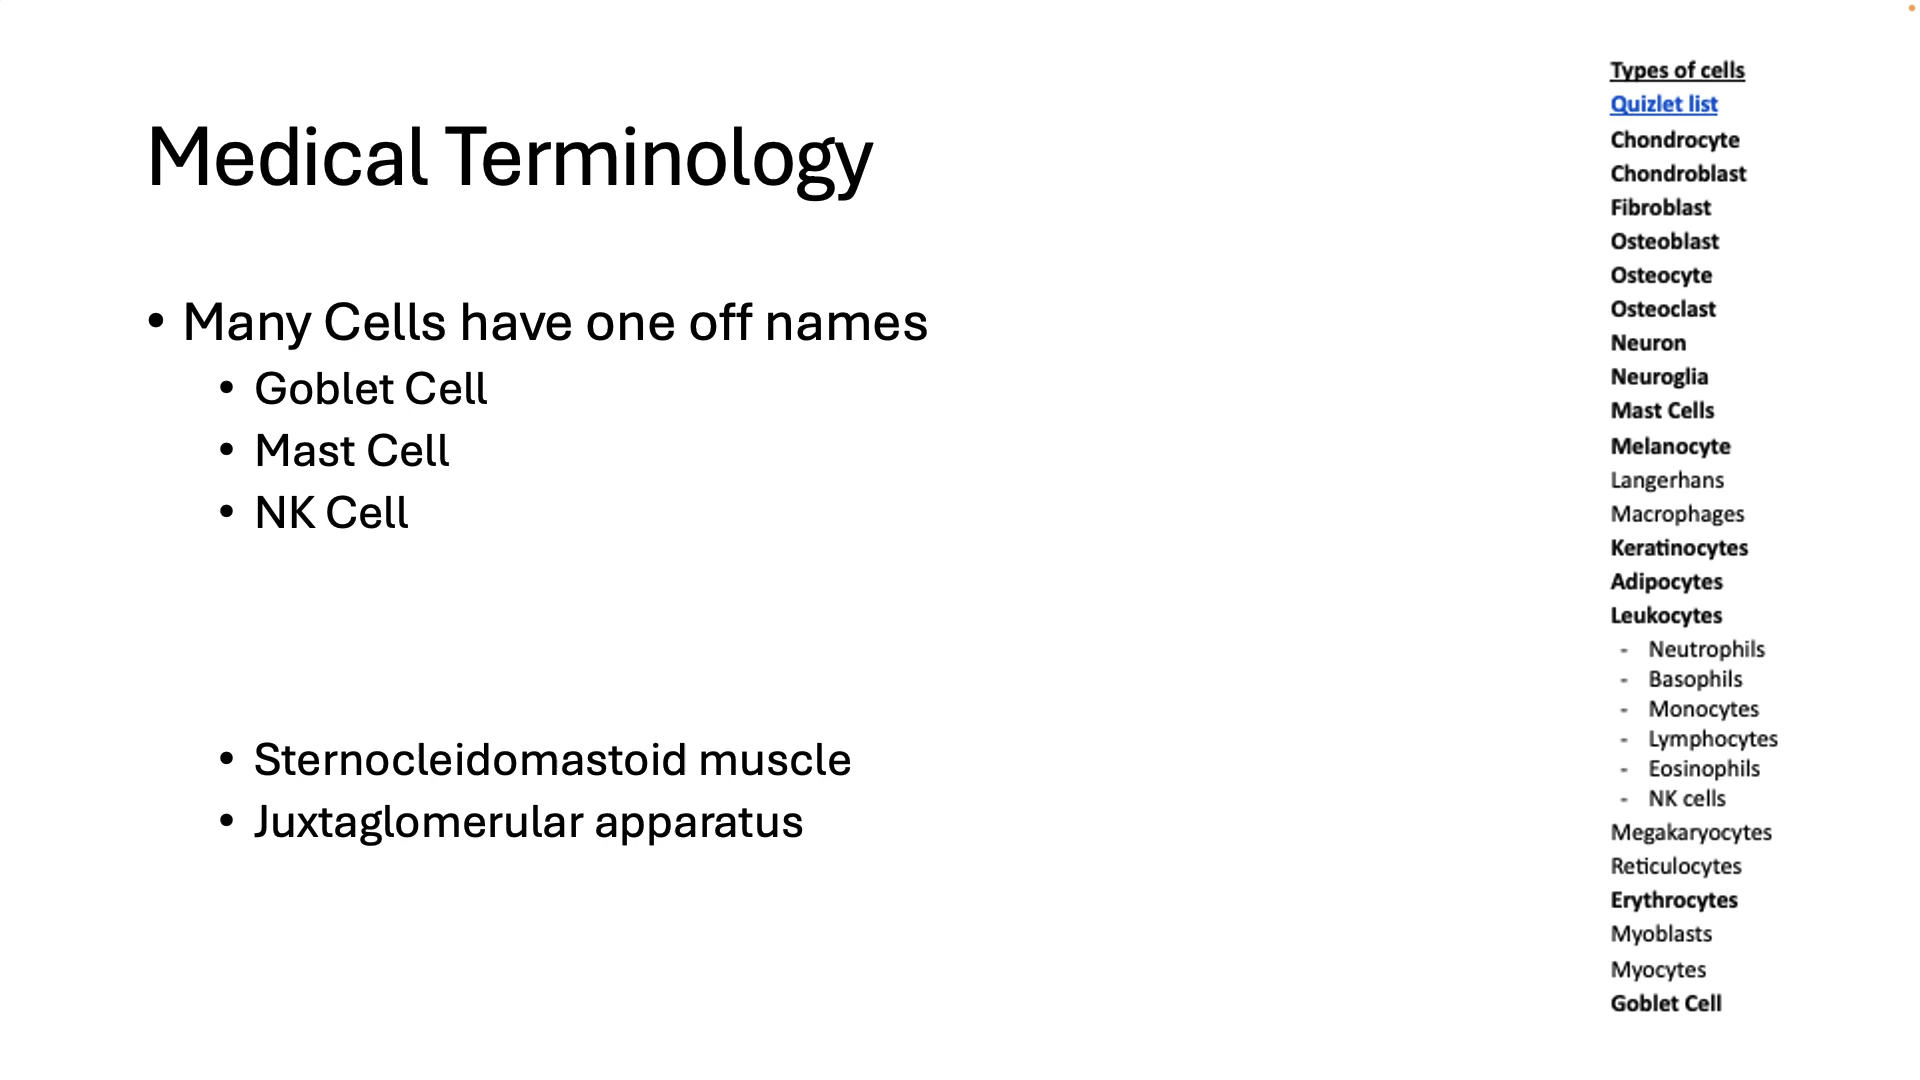 Medical Terminology
• Many Cells have one off names
• Goblet Cell
• Mast Cell
• NK Cell
• Sternocleidomastoid muscle
• Juxtaglomerular apparatus
Types of cells
Quizlet list
Chondrocyte
Chondroblast
Fibroblast
Osteoblast
Osteocyte
Osteoclast
Neuron
Neuroglia
Mast Cells
Melanocyte
Langerhans
Macrophages
Keratinocytes
Adipocytes
Leukocytes
- Neutrophils
- Basophils
- Monocytes
- Lymphocytes
- Eosinophils
- NK cells
Megakaryocytes
Reticulocytes
Erythrocytes
Myoblasts
Myocytes
Goblet Cell